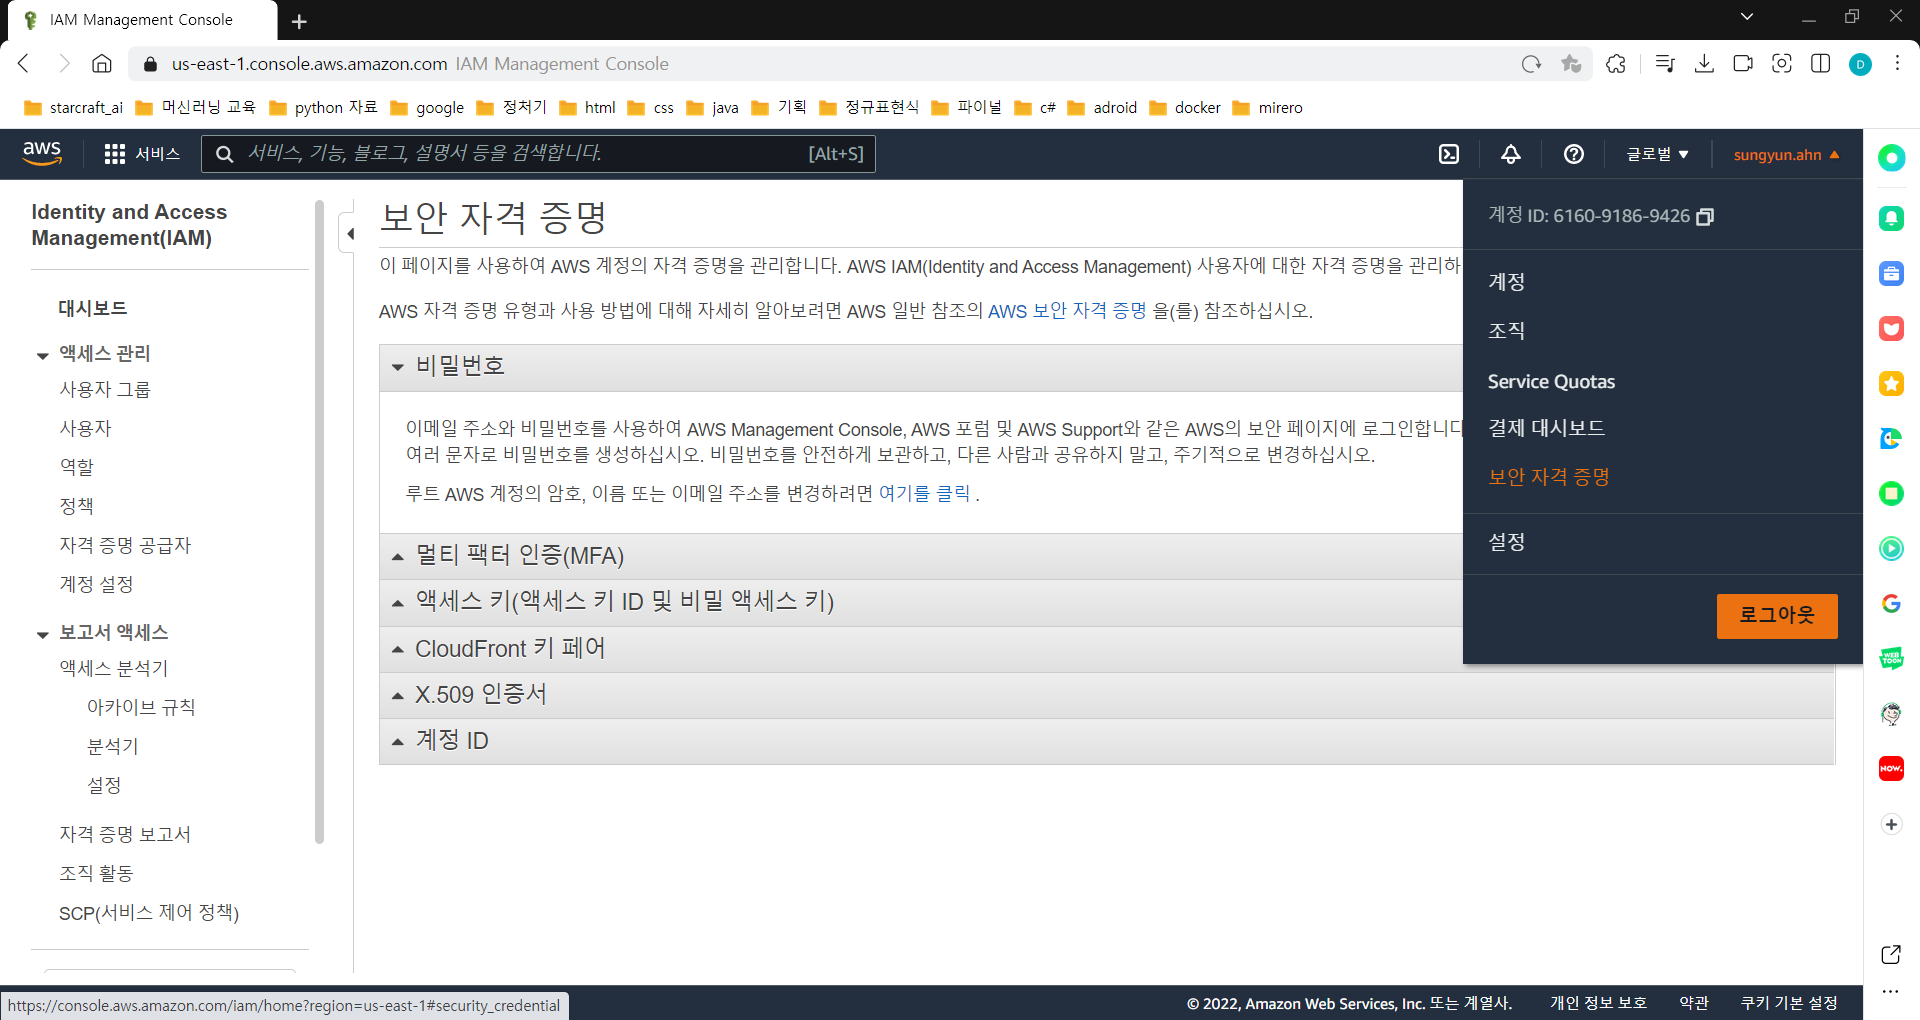 IAM Management Console
us-east-1.console.aws.amazon.com IAM Management Console
D
starcraft_ai 머신러닝 교육 python 자료 google 정처기 html css java 기획 정규표현식 파이널 c# adroid docker mirero
aws 서비스 서비스, 기능, 블로그, 설명서 등을 검색합니다. [Alt+S] 글로벌 sungyun.ahn
Identity and Access
Management(IAM)
대시보드
액세스 관리
사용자 그룹
사용자
역할
정책
자격 증명 공급자
계정 설정
보고서 액세스
액세스 분석기
아카이브 규칙
분석기
설정
자격 증명 보고서
조직 활동
SCP(서비스 제어 정책)
보안 자격 증명
이 페이지를 사용하여 AWS 계정의 자격 증명을 관리합니다. AWS IAM(Identity and Access Management) 사용자에 대한 자격 증명을 관리하
AWS 자격 증명 유형과 사용 방법에 대해 자세히 알아보려면 AWS 일반 참조의 AWS 보안 자격 증명 을(를) 참조하십시오.
비밀번호
이메일 주소와 비밀번호를 사용하여 AWS Management Console, AWS 포럼 및 AWS Support와 같은 AWS의 보안 페이지에 로그인합니다
여러 문자로 비밀번호를 생성하십시오. 비밀번호를 안전하게 보관하고, 다른 사람과 공유하지 말고, 주기적으로 변경하십시오.
루트 AWS 계정의 암호, 이름 또는 이메일 주소를 변경하려면 여기를 클릭 .
멀티 팩터 인증(MFA)
액세스 키(액세스 키 ID 및 비밀 액세스 키)
CloudFront 키 페어
X.509 인증서
계정 ID
계정 ID: 6160-9186-9426
계정
조직
Service Quotas
결제 대시보드
보안 자격 증명
설정
로그아웃
WEB
TOON
NOW.
https://console.aws.amazon.com/iam/home?region=us-east-1#security_credential
© 2022, Amazon Web Services, Inc. 또는 계열사. 개인 정보 보호 약관 쿠키 기본 설정